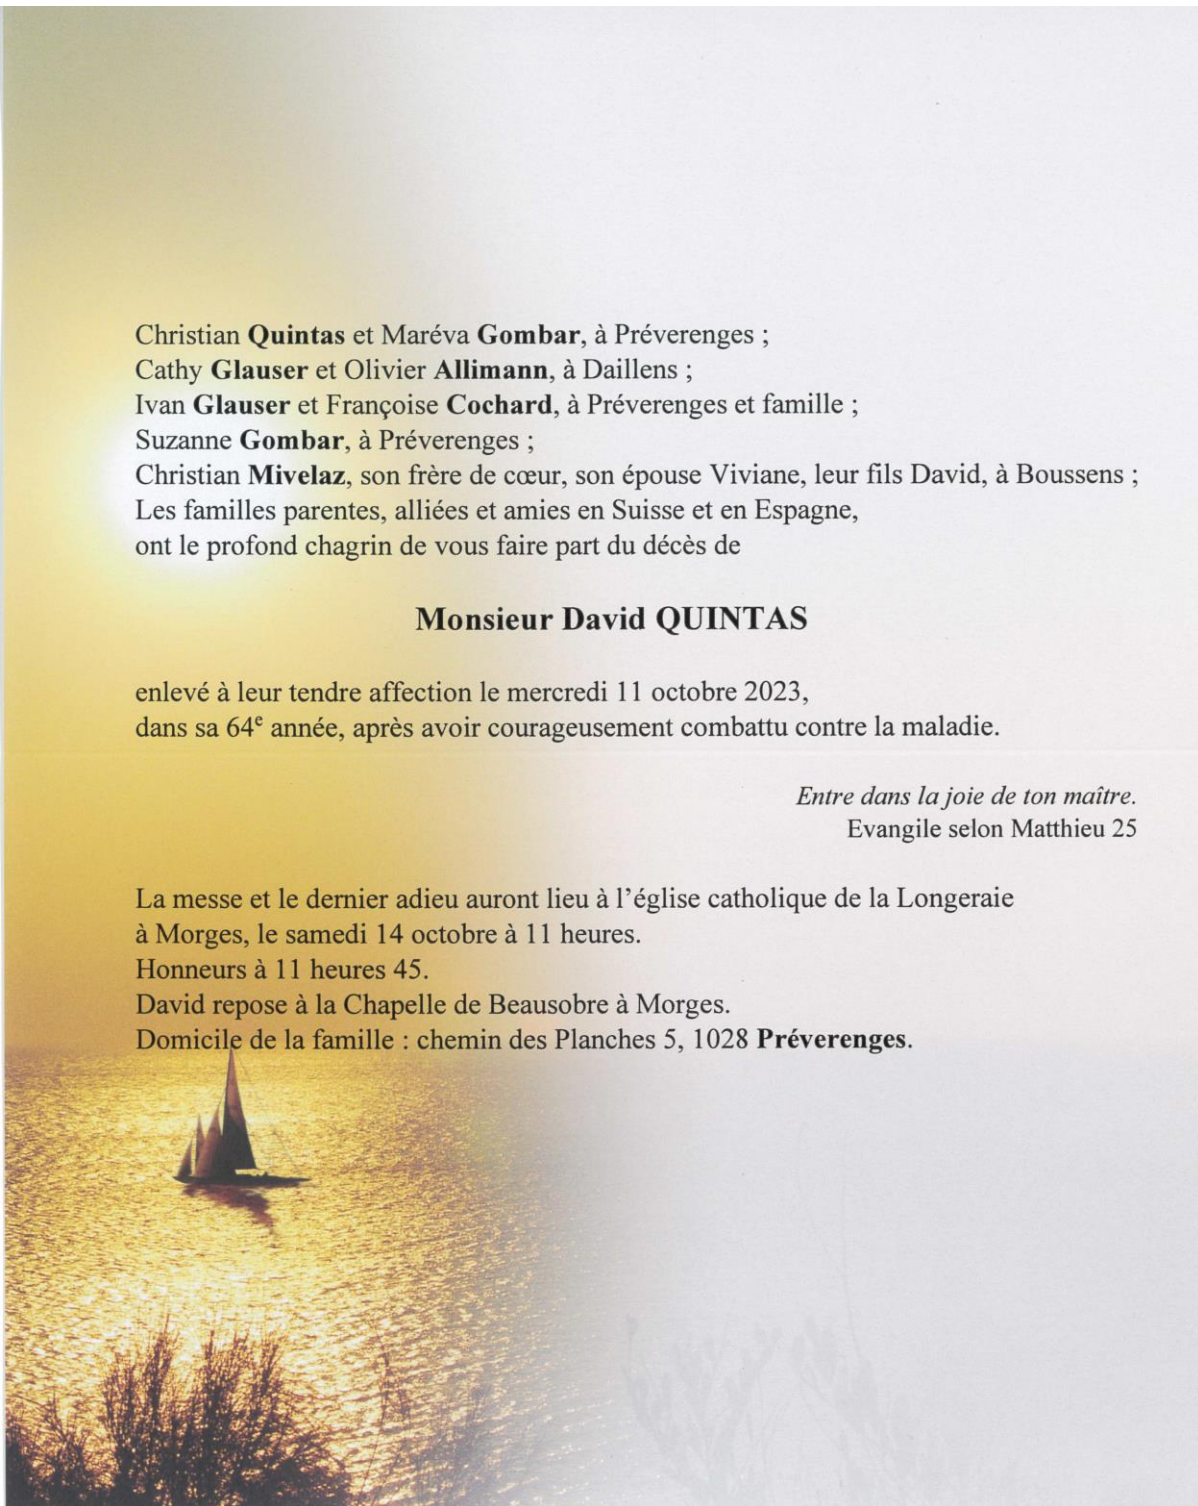 Christian Quintas et Maréva Gombar, à Préverenges ;
Cathy Glauser et Olivier Allimann, à Daillens ;
Ivan Glauser et Françoise Cochard, à Préverenges et famille ;
Suzanne Gombar, à Préverenges ;
Christian Mivelaz, son frère de cœur, son épouse Viviane, leur fils David, à Boussens ;
Les familles parentes, alliées et amies en Suisse et en Espagne,
ont le profond chagrin de vous faire part du décès de
Monsieur David QUINTAS
enlevé à leur tendre affection le mercredi 11 octobre 2023,
dans sa 64e année, après avoir courageusement combattu contre la maladie.
Entre dans la joie de ton maître.
Evangile selon Matthieu 25
La messe et le dernier adieu auront lieu à l’église catholique de la Longeraie
à Morges, le samedi 14 octobre à 11 heures.
Honneurs à 11 heures 45.
David repose à la Chapelle de Beausobre à Morges.
Domicile de la famille : chemin des Planches 5, 1028 Préverenges.